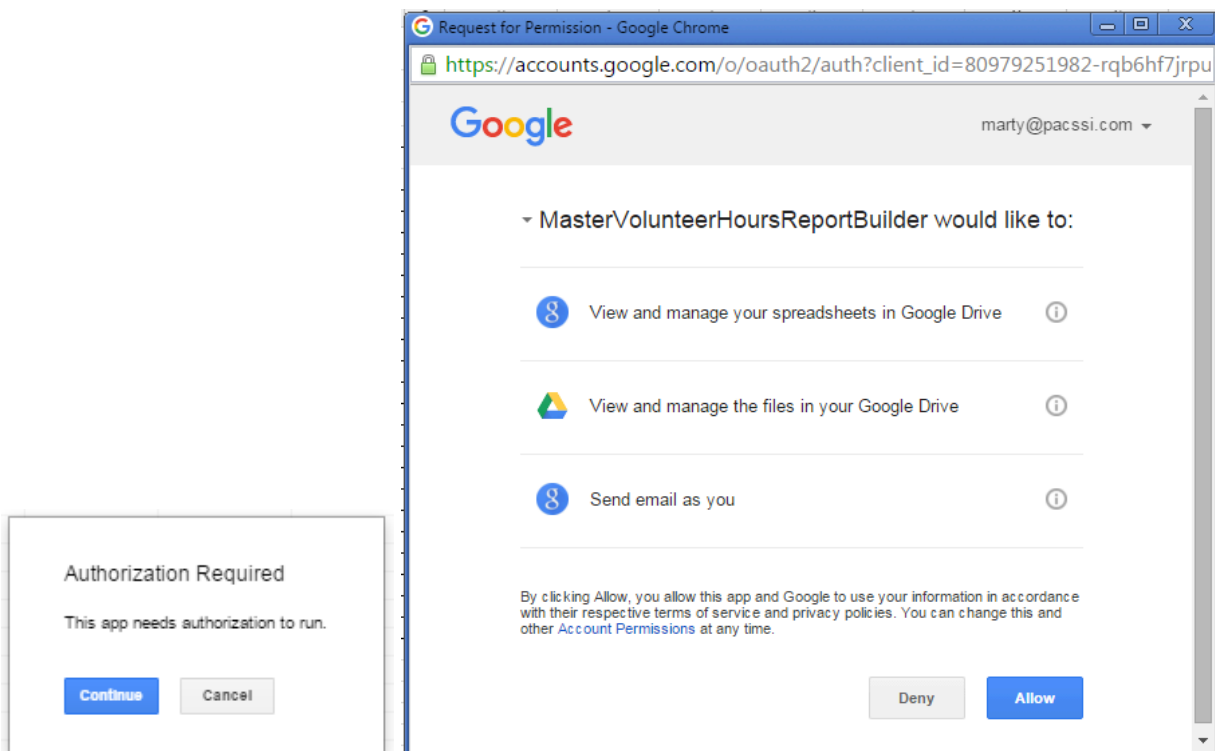 Request for Permission - Google Chrome
https://accounts.google.com/o/oauth2/auth?client_id=80979251982-rqb6hf7jrpu
Google
marty@pacssi.com
MasterVolunteerHoursReportBuilder would like to:
View and manage your spreadsheets in Google Drive
View and manage the files in your Google Drive
Send email as you
By clicking Allow, you allow this app and Google to use your information in accordance
with their respective terms of service and privacy policies. You can change this and
other Account Permissions at any time.
Deny
Allow
Authorization Required
This app needs authorization to run.
Continue
Cancel